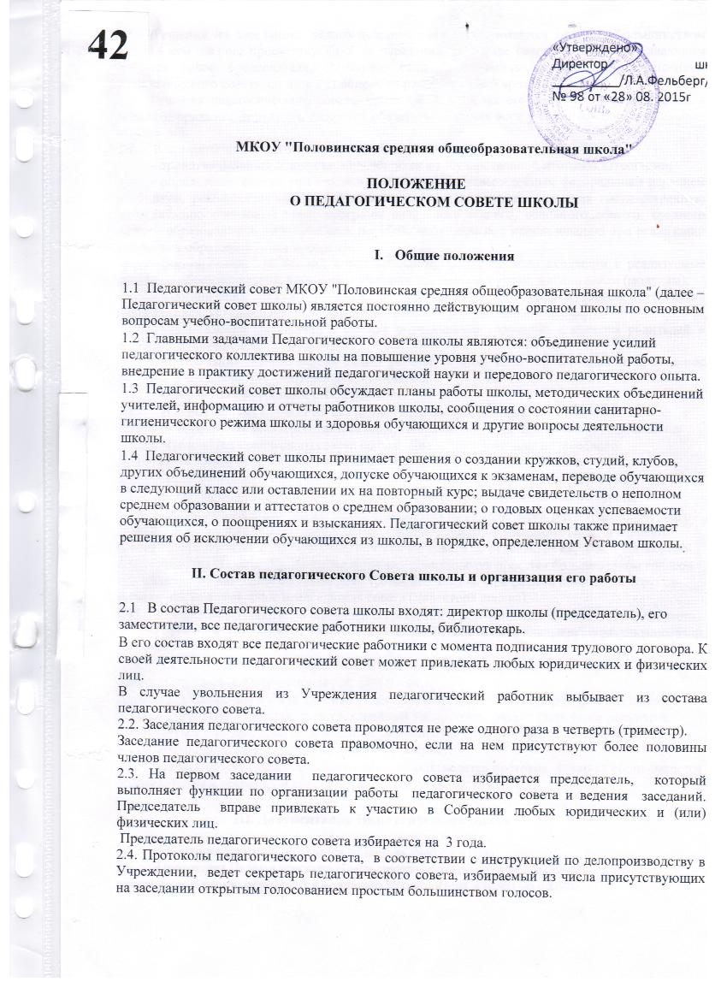 42
«Утверждено»
Директор
/Л.А.Фельберг/
№ 98 от «28» 08. 2015г
МКОУ "Половинская средняя общеобразовательная школа"
ПОЛОЖЕНИЕ
О ПЕДАГОГИЧЕСКОМ СОВЕТЕ ШКОЛЫ
I. Общие положения
1.1 Педагогический совет МКОУ "Половинская средняя общеобразовательная школа" (далее –
Педагогический совет школы) является постоянно действующим органом школы по основным
вопросам учебно-воспитательной работы.
1.2 Главными задачами Педагогического совета школы являются: объединение усилий
педагогического коллектива школы на повышение уровня учебно-воспитательной работы,
внедрение в практику достижений педагогической науки и передового педагогического опыта.
1.3 Педагогический совет школы обсуждает планы работы школы, методических объединений
учителей, информацию и отчеты работников школы, сообщения о состоянии санитарно-
гигиенического режима школы и здоровья обучающихся и другие вопросы деятельности
школы.
1.4 Педагогический совет школы принимает решения о создании кружков, студий, клубов,
других объединений обучающихся, допуске обучающихся к экзаменам, переводе обучающихся
в следующий класс или оставлении их на повторный курс; выдаче свидетельств о неполном
среднем образовании и аттестатов о среднем образовании; о годовых оценках успеваемости
обучающихся, о поощрениях и взысканиях. Педагогический совет школы также принимает
решения об исключении обучающихся из школы, в порядке, определенном Уставом школы.
II. Состав педагогического Совета школы и организация его работы
2.1 В состав Педагогического совета школы входят: директор школы (председатель), его
заместители, все педагогические работники школы, библиотекарь.
В его состав входят все педагогические работники с момента подписания трудового договора. К
своей деятельности педагогический совет может привлекать любых юридических и физических
лиц.
В случае увольнения из Учреждения педагогический работник выбывает из состава
педагогического совета.
2.2. Заседания педагогического совета проводятся не реже одного раза в четверть (триместр).
Заседание педагогического совета правомочно, если на нем присутствуют более половины
членов педагогического совета.
2.3. На первом заседании педагогического совета избирается председатель, который
выполняет функции по организации работы педагогического совета и ведения заседаний.
Председатель вправе привлекать к участию в Собрании любых юридических и (или)
физических лиц.
Председатель педагогического совета избирается на 3 года.
2.4. Протоколы педагогического совета, в соответствии с инструкцией по делопроизводству в
Учреждении, ведет секретарь педагогического совета, избираемый из числа присутствующих
на заседании открытым голосованием простым большинством голосов.